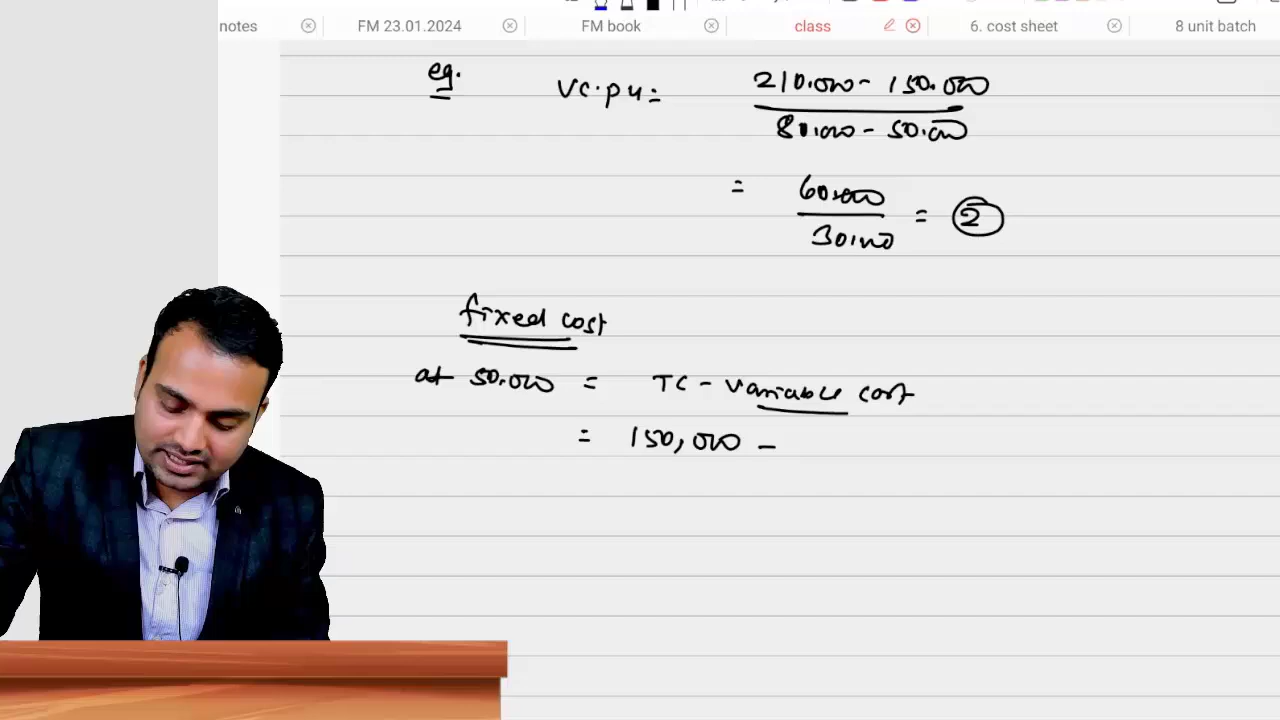 notes FM 23.01.2024 FM book class 6. cost sheet 8 unit batch
eg. VC.pu = 210.000 - 150.000
80.000 - 50.000
= 60.000
30.000 = 2
fixed cost
at 50.000 = TC - variable cost
= 150,000 -